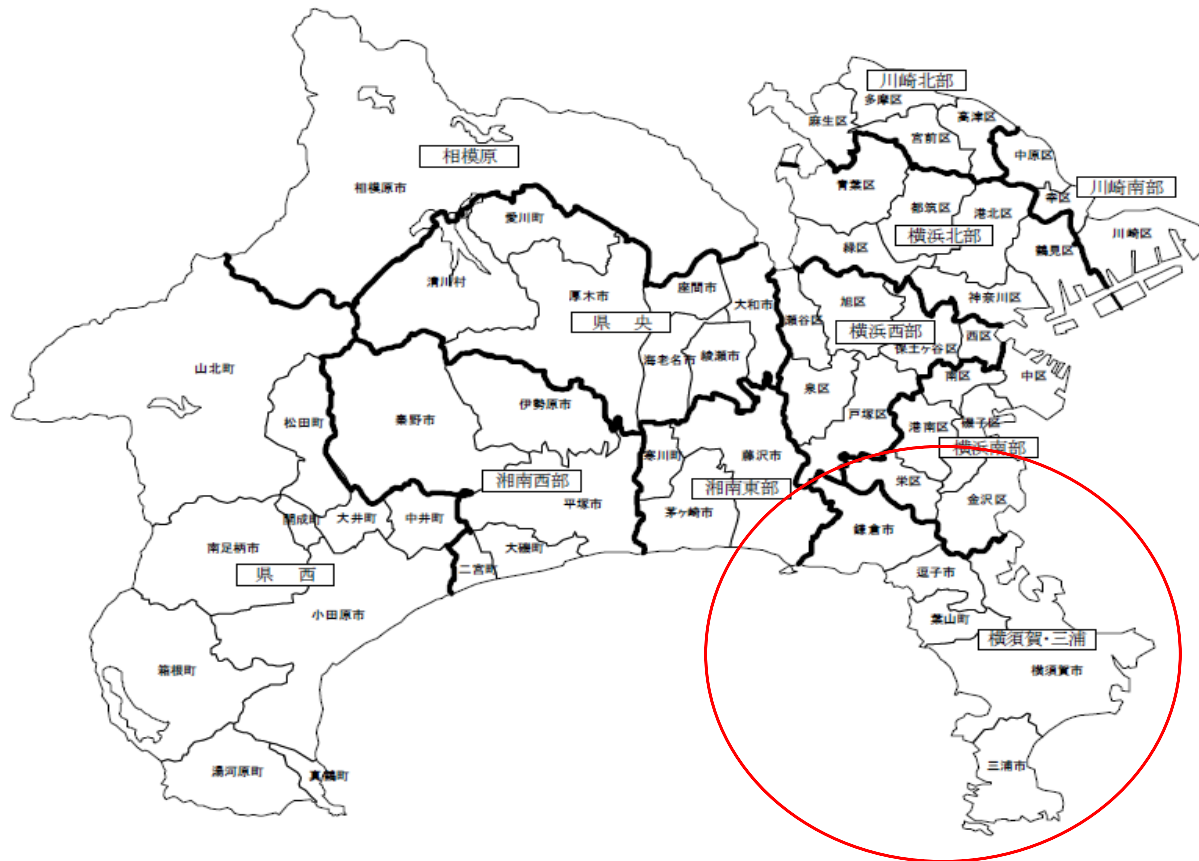 川崎北部
多摩区
麻生区
高津区
宮前区
中原区
相模原
相模原市
青葉区
幸区
川崎南部
都筑区
港北区
愛川町
横浜北部
鶴見区
川崎区
緑区
清川村
厚木市
座間市
大和市
神奈川区
瀬谷区
旭区
県 央
横浜西部
西区
保土ヶ谷区
海老名市
綾瀬市
山北町
泉区
南区
中区
伊勢原市
戸塚区
松田町
秦野市
港南区
磯子区
寒川町
藤沢市
横浜南部
湘南西部
湘南東部
栄区
平塚市
茅ヶ崎市
金沢区
開成町
大井町
中井町
鎌倉市
南足柄市
大磯町
二宮町
逗子市
県 西
小田原市
葉山町
横須賀・三浦
箱根町
横須賀市
湯河原町
真鶴町
三浦市